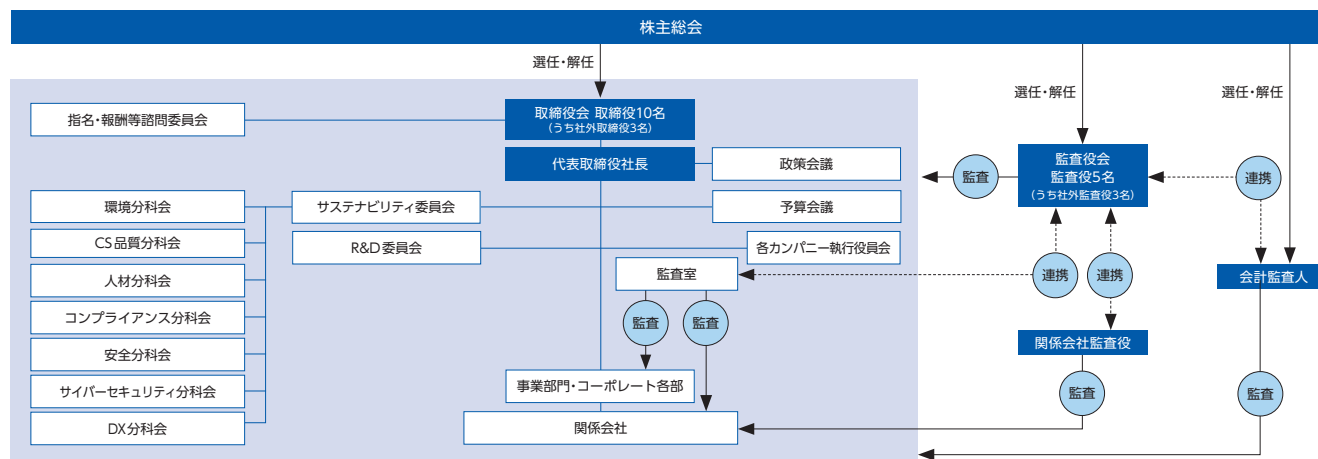 株主総会
選任・解任
選任・解任
選任・解任
指名・報酬等諮問委員会
取締役会 取締役10名
（うち社外取締役3名）
代表取締役社長
政策会議
監査
監査役会
監査役5名
（うち社外監査役3名）
連携
環境分科会
サステナビリティ委員会
予算会議
CS品質分科会
R&D委員会
各カンパニー執行役員会
人材分科会
監査室
連携
連携
会計監査人
コンプライアンス分科会
監査
監査
関係会社監査役
安全分科会
サイバーセキュリティ分科会
事業部門・コーポレート各部
監査
監査
DX分科会
関係会社